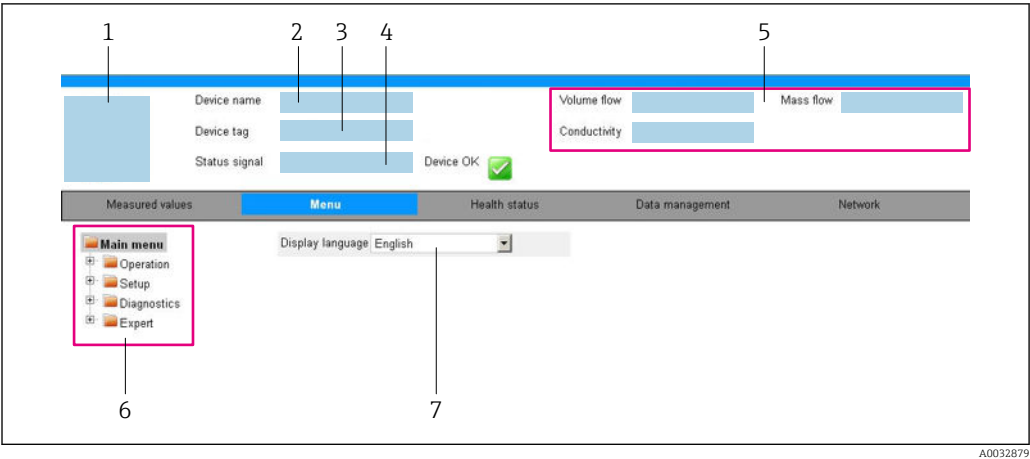 1 2 3 4 5
Device name Volume flow Mass flow
Device tag Conductivity
Status signal Device OK
Measured values Menu Health status Data management Network
Main menu Display language English
Operation
Setup
Diagnostics
Expert
6 7
A0032879